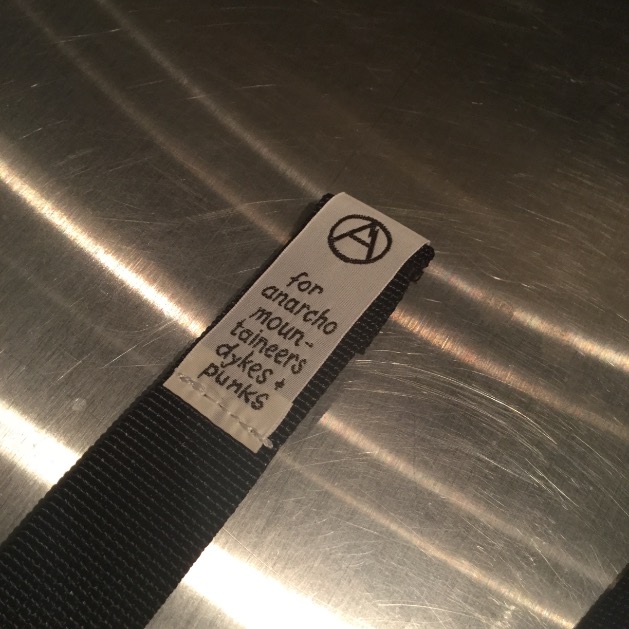 for
anarcho
moun-
taineers
dykes +
punks